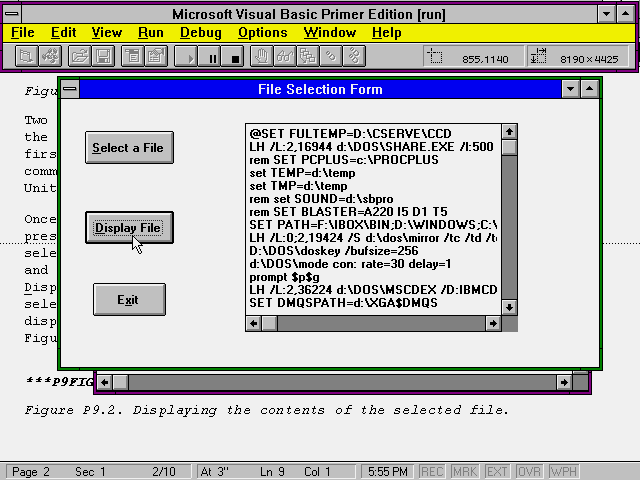 Microsoft Visual Basic Primer Edition [run]
File Edit View Run Debug Options Window Help
855.1140 8190×4425
File Selection Form
Figu
Two
the
firs
comm
Unit
Once
pres
sele
and
Disp
sele
disp
Figu
Select a File
Display File
Exit
@SET FULTEMP=D:\CSERVE\CCD
LH /L:2,16944 d:\DOS\SHARE.EXE /l:500
rem SET PCPLUS=c:\PROCPLUS
set TEMP=d:\temp
set TMP=d:\temp
rem set SOUND=d:\sbpro
rem SET BLASTER=A220 I5 D1 T5
SET PATH=F:\IBOX\BIN;D:\WINDOWS;C:\
LH /L:0;2,19424 /S d:\dos\mirror /tc /td /t
D:\DOS\doskey /bufsize=256
d:\DOS\mode con: rate=30 delay=1
prompt $p$g
LH /L:2,36224 d:\DOS\MSCDEX /D:IBMCD
SET DMQSPATH=d:\XGA$DMQS
***P9FIG
Figure P9.2. Displaying the contents of the selected file.
Page 2 Sec 1 2/10 At 3" Ln 9 Col 1 5:55 PM REC MRK EXT OVR WPH